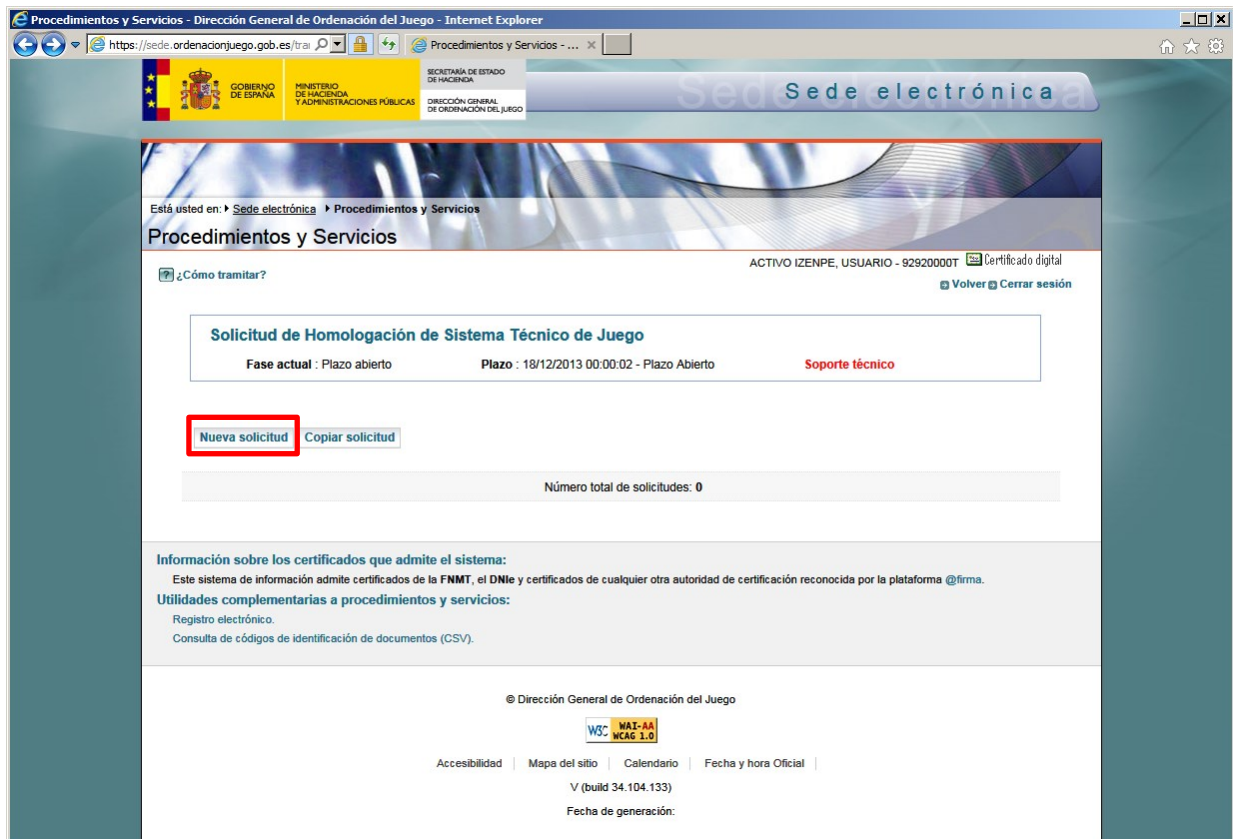 Procedimientos y Servicios - Dirección General de Ordenación del Juego - Internet Explorer
https://sede.ordenacionjuego.gob.es/tra
Procedimientos y Servicios - ...
GOBIERNO DE ESPAÑA
MINISTERIO DE HACIENDA Y ADMINISTRACIONES PÚBLICAS
SECRETARÍA DE ESTADO DE HACIENDA
DIRECCIÓN GENERAL DE ORDENACIÓN DEL JUEGO
Sede electrónica
Está usted en: Sede electrónica Procedimientos y Servicios
Procedimientos y Servicios
ACTIVO IZENPE, USUARIO - 92920000T Certificado digital
¿Cómo tramitar?
Volver Cerrar sesión
Solicitud de Homologación de Sistema Técnico de Juego
Fase actual : Plazo abierto Plazo : 18/12/2013 00:00:02 - Plazo Abierto Soporte técnico
Nueva solicitud Copiar solicitud
Número total de solicitudes: 0
Información sobre los certificados que admite el sistema:
Este sistema de información admite certificados de la FNMT, el DNIe y certificados de cualquier otra autoridad de certificación reconocida por la plataforma @firma.
Utilidades complementarias a procedimientos y servicios:
Registro electrónico.
Consulta de códigos de identificación de documentos (CSV).
© Dirección General de Ordenación del Juego
W3C WAI-AA WCAG 1.0
Accesibilidad | Mapa del sitio | Calendario | Fecha y hora Oficial |
V (build 34.104.133)
Fecha de generación: